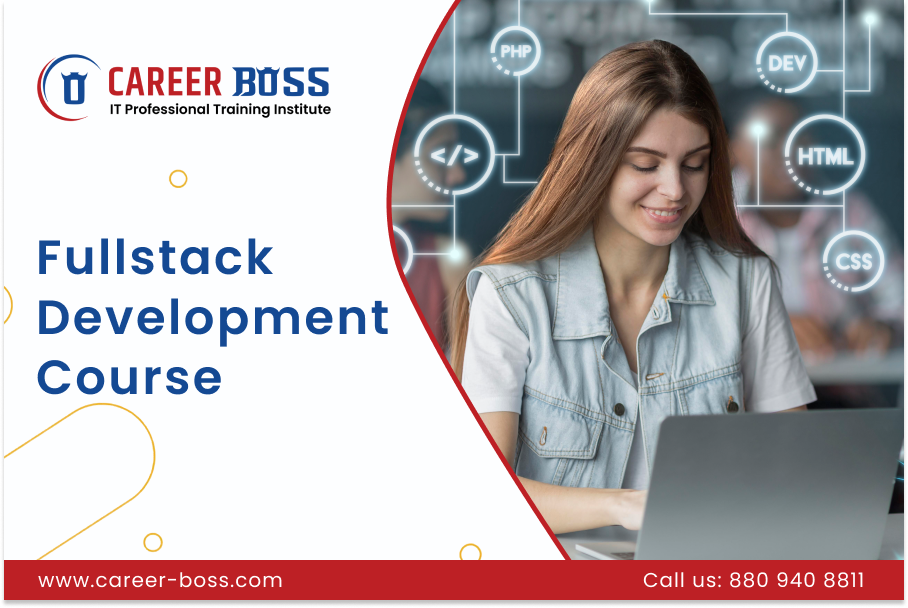 CAREER BOSS
IT Professional Training Institute
Fullstack
Development
Course
PHP
DEV
</>
HTML
CSS
www.career-boss.com
Call us: 880 940 8811